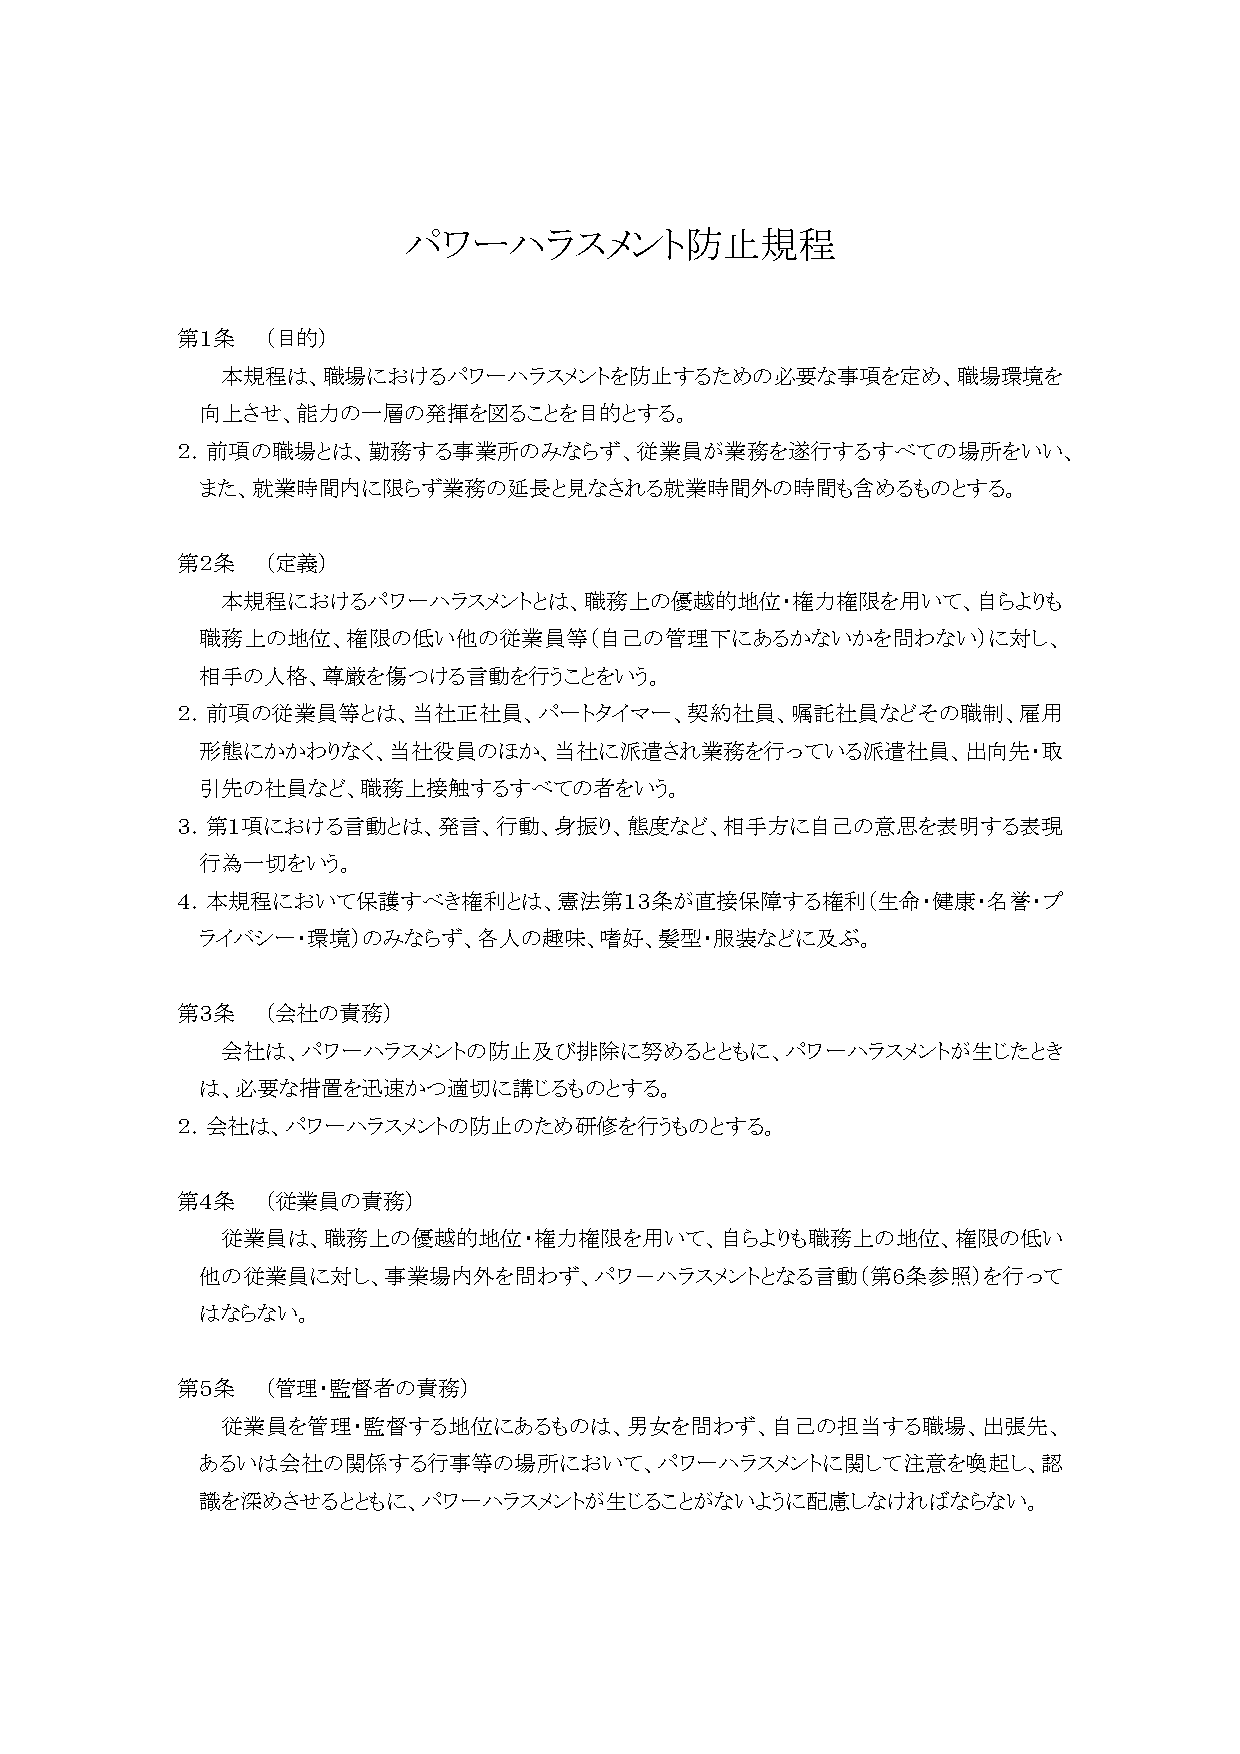 パワーハラスメント防止規程
第1条　（目的）
本規程は、職場におけるパワーハラスメントを防止するための必要な事項を定め、職場環境を
向上させ、能力の一層の発揮を図ることを目的とする。
2. 前項の職場とは、勤務する事業所のみならず、従業員が業務を遂行するすべての場所をいい、
また、就業時間内に限らず業務の延長と見なされる就業時間外の時間も含めるものとする。
第2条　（定義）
本規程におけるパワーハラスメントとは、職務上の優越的地位・権力権限を用いて、自らよりも
職務上の地位、権限の低い他の従業員等（自己の管理下にあるかないかを問わない）に対し、
相手の人格、尊厳を傷つける言動を行うことをいう。
2. 前項の従業員等とは、当社正社員、パートタイマー、契約社員、嘱託社員などその職制、雇用
形態にかかわりなく、当社役員のほか、当社に派遣され業務を行っている派遣社員、出向先・取
引先の社員など、職務上接触するすべての者をいう。
3. 第1項における言動とは、発言、行動、身振り、態度など、相手方に自己の意思を表明する表現
行為一切をいう。
4. 本規程において保護すべき権利とは、憲法第13条が直接保障する権利（生命・健康・名誉・プ
ライバシー・環境）のみならず、各人の趣味、嗜好、髪型・服装などに及ぶ。
第3条　（会社の責務）
会社は、パワーハラスメントの防止及び排除に努めるとともに、パワーハラスメントが生じたとき
は、必要な措置を迅速かつ適切に講じるものとする。
2. 会社は、パワーハラスメントの防止のため研修を行うものとする。
第4条　（従業員の責務）
従業員は、職務上の優越的地位・権力権限を用いて、自らよりも職務上の地位、権限の低い
他の従業員に対し、事業場内外を問わず、パワ－ハラスメントとなる言動（第6条参照）を行って
はならない。
第5条　（管理・監督者の責務）
従業員を管理・監督する地位にあるものは、男女を問わず、自己の担当する職場、出張先、
あるいは会社の関係する行事等の場所において、パワーハラスメントに関して注意を喚起し、認
識を深めさせるとともに、パワーハラスメントが生じることがないように配慮しなければならない。